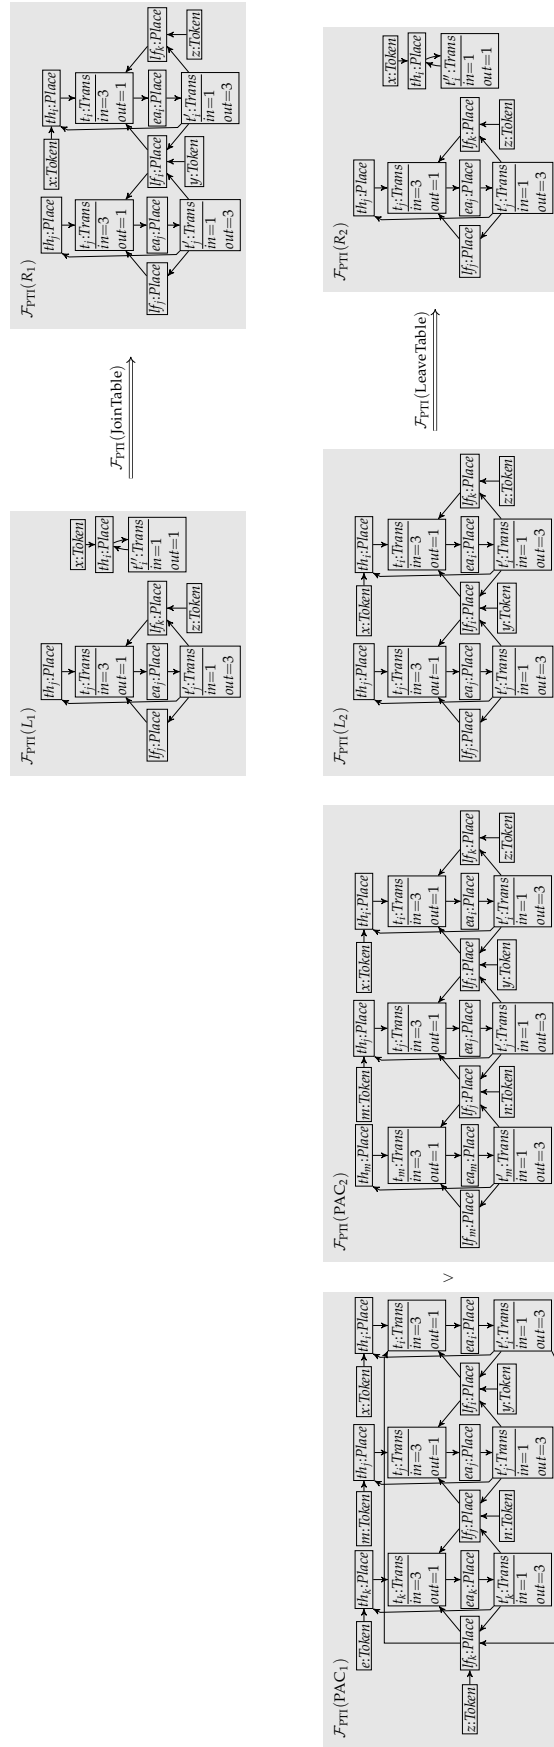 𝓕_PTI(L₁)
th_j:Place
t_j:Trans
in=3
out=1
lf_j:Place
ea_j:Place
lf_k:Place
t′_j:Trans
in=1
out=3
z:Token
x:Token
th_i:Place
t″_i:Trans
in=1
out=1
𝓕_PTI(JoinTable)
𝓕_PTI(R₁)
th_j:Place
x:Token
th_i:Place
t_j:Trans
in=3
out=1
t_i:Trans
in=3
out=1
lf_j:Place
ea_j:Place
lf_i:Place
ea_i:Place
lf_k:Place
t′_j:Trans
in=1
out=3
y:Token
t′_i:Trans
in=1
out=3
z:Token
𝓕_PTI(PAC₁)
e:Token
th_k:Place
m:Token
th_j:Place
x:Token
th_i:Place
t_k:Trans
in=3
out=1
t_j:Trans
in=3
out=1
t_i:Trans
in=3
out=1
z:Token
lf_k:Place
ea_k:Place
lf_j:Place
ea_j:Place
lf_i:Place
ea_i:Place
t′_k:Trans
in=1
out=3
n:Token
t′_j:Trans
in=1
out=3
y:Token
t′_i:Trans
in=1
out=3
∨
𝓕_PTI(PAC₂)
th_m:Place
m:Token
th_j:Place
x:Token
th_i:Place
t_m:Trans
in=3
out=1
t_j:Trans
in=3
out=1
t_i:Trans
in=3
out=1
lf_m:Place
ea_m:Place
lf_j:Place
ea_j:Place
lf_i:Place
ea_i:Place
lf_k:Place
t′_m:Trans
in=1
out=3
n:Token
t′_j:Trans
in=1
out=3
y:Token
t′_i:Trans
in=1
out=3
z:Token
𝓕_PTI(L₂)
th_j:Place
x:Token
th_i:Place
t_j:Trans
in=3
out=1
t_i:Trans
in=3
out=1
lf_j:Place
ea_j:Place
lf_i:Place
ea_i:Place
lf_k:Place
t′_j:Trans
in=1
out=3
y:Token
t′_i:Trans
in=1
out=3
z:Token
𝓕_PTI(LeaveTable)
𝓕_PTI(R₂)
th_j:Place
t_j:Trans
in=3
out=1
lf_j:Place
ea_j:Place
lf_k:Place
t′_j:Trans
in=1
out=3
z:Token
x:Token
th_i:Place
t″_i:Trans
in=1
out=1